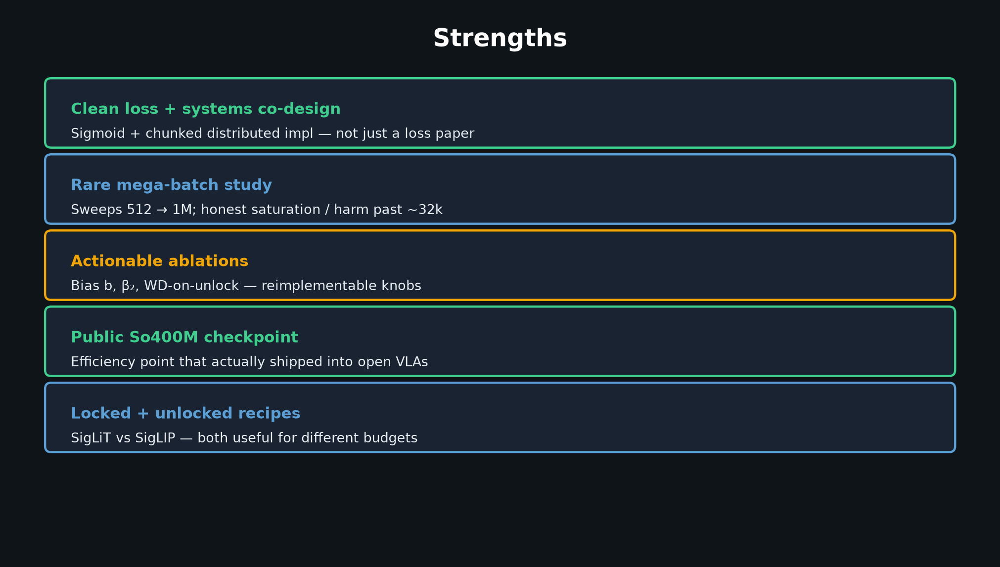 Strengths
Clean loss + systems co-design
Sigmoid + chunked distributed impl — not just a loss paper
Rare mega-batch study
Sweeps 512 → 1M; honest saturation / harm past ~32k
Actionable ablations
Bias b, β₂, WD-on-unlock — reimplementable knobs
Public So400M checkpoint
Efficiency point that actually shipped into open VLAs
Locked + unlocked recipes
SigLiT vs SigLIP — both useful for different budgets